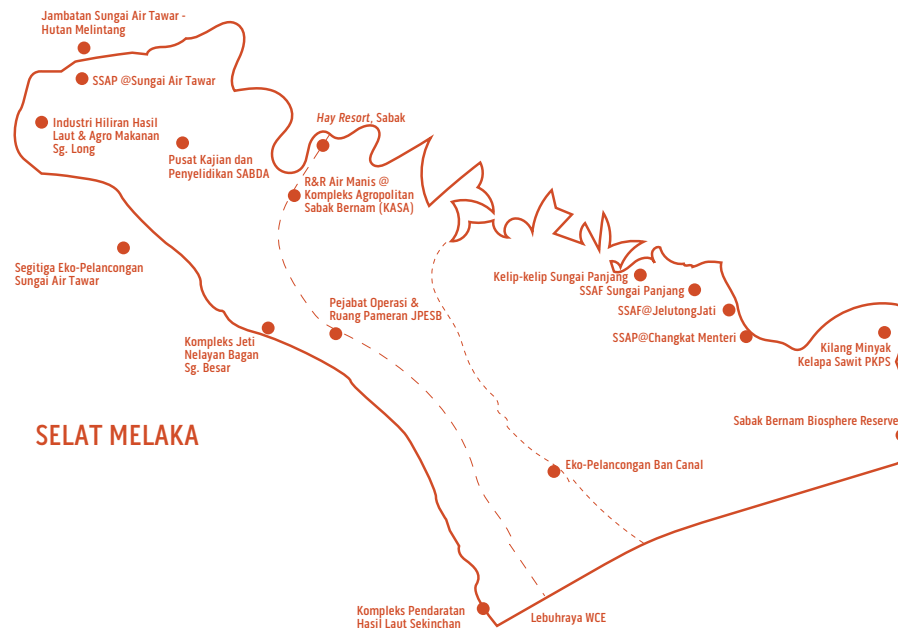 Jambatan Sungai Air Tawar -
Hutan Melintang
SSAP @Sungai Air Tawar
Industri Hiliran Hasil
Laut & Agro Makanan
Sg. Long
Pusat Kajian dan
Penyelidikan SABDA
Hay Resort, Sabak
R&R Air Manis @
Kompleks Agropolitan
Sabak Bernam (KASA)
Segitiga Eko-Pelancongan
Sungai Air Tawar
Kelip-kelip Sungai Panjang
SSAF Sungai Panjang
SSAF@JelutongJati
SSAP@Changkat Menteri
Pejabat Operasi &
Ruang Pameran JPESB
Kompleks Jeti
Nelayan Bagan
Sg. Besar
Kilang Minyak
Kelapa Sawit PKPS
SELAT MELAKA
Sabak Bernam Biosphere Reserve
Eko-Pelancongan Ban Canal
Kompleks Pendaratan
Hasil Laut Sekinchan
Lebuhraya WCE